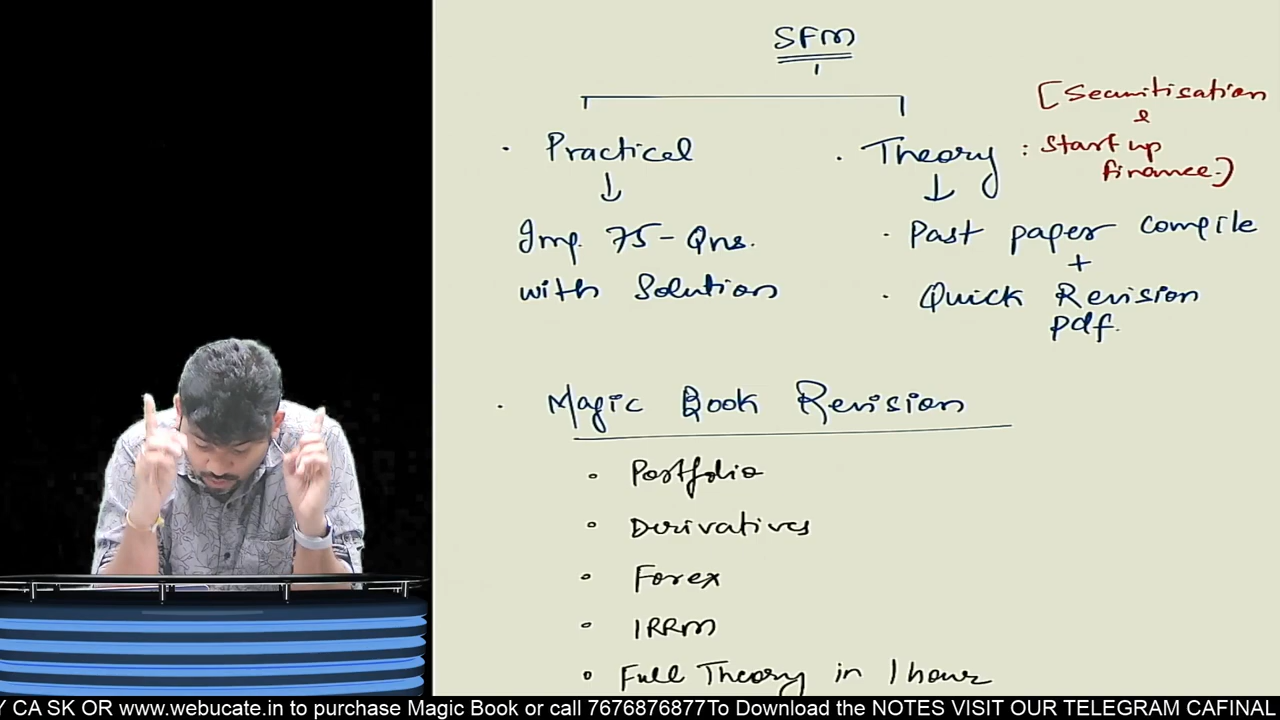 SFM
[Securitisation
&
· Practical
· Theory : Start up
finance.)
Imp. 75 - Qns.
with Solution
· Past paper compile
+
· Quick Revision
pdf.
· Magic Book Revision
Portfolio
Derivatives
Forex
IRRM
Full Theory in 1 hour
Y CA SK OR www.webucate.in to purchase Magic Book or call 7676876877To Download the NOTES VISIT OUR TELEGRAM CAFINAL